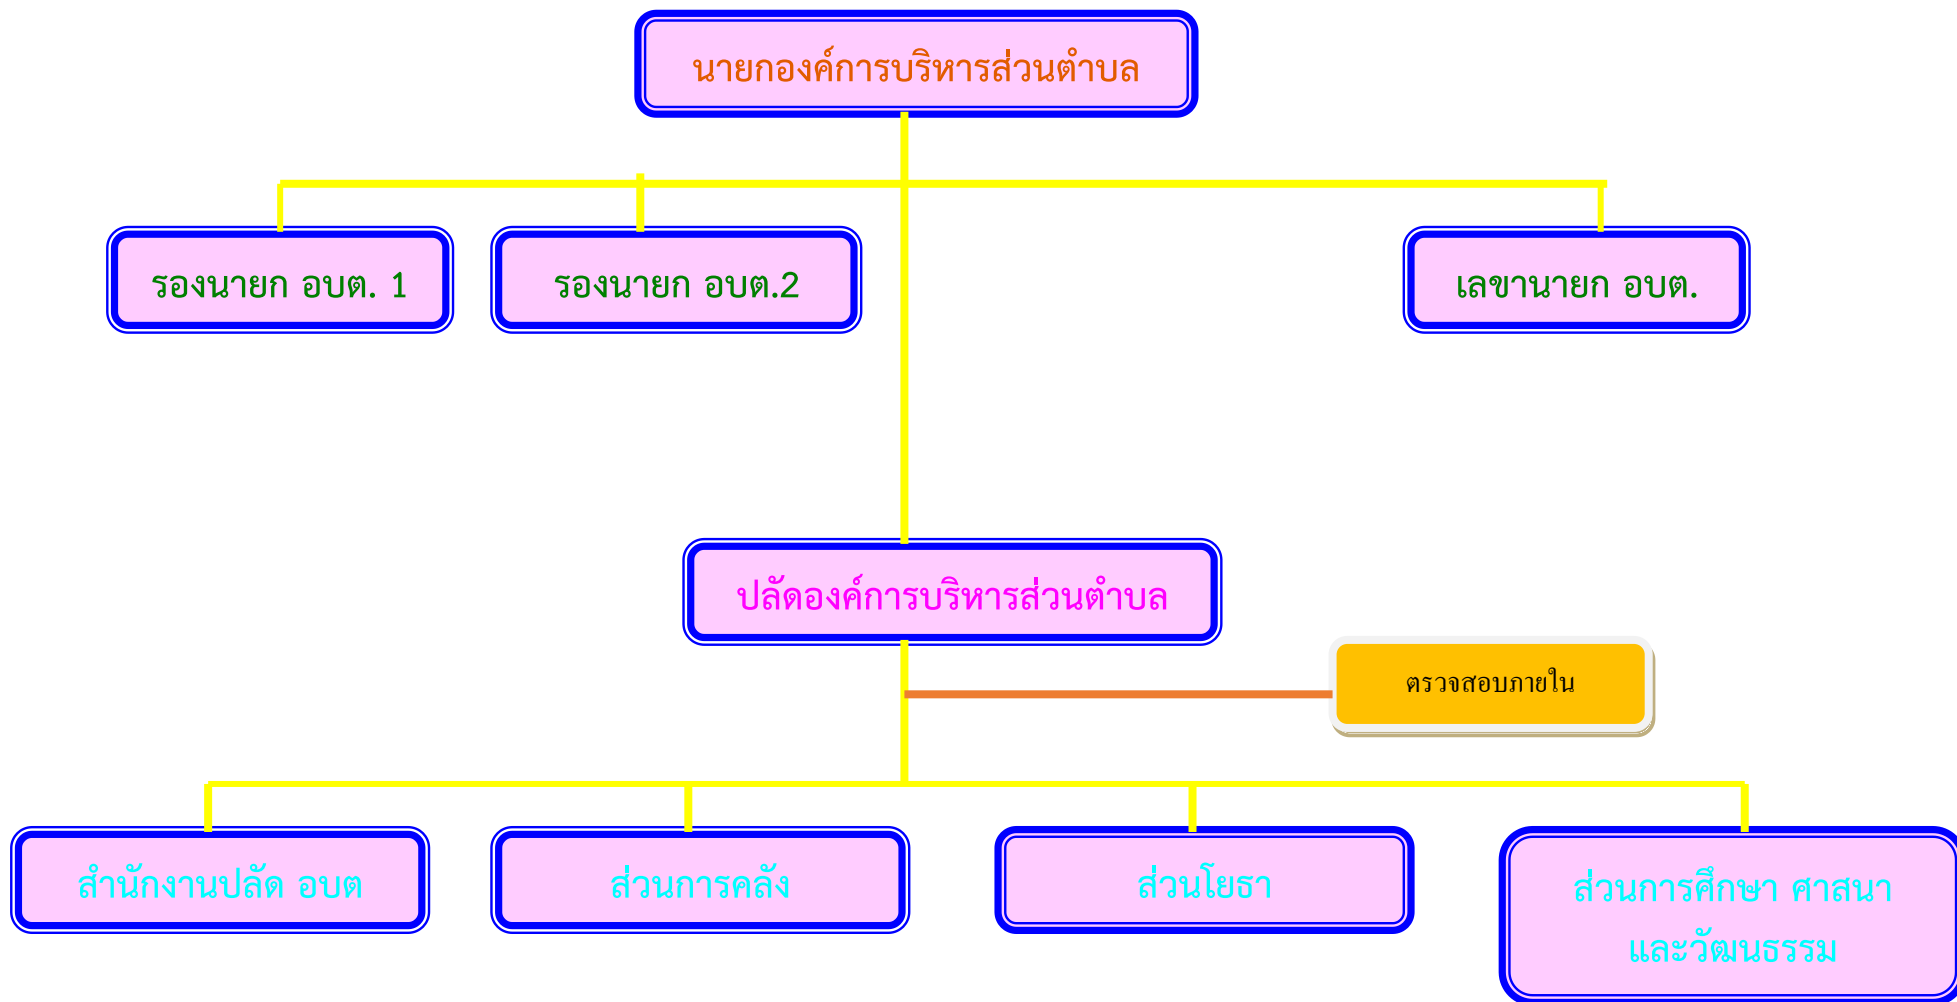 นายกองค์การบริหารส่วนตำบล
รองนายก อบต. 1
รองนายก อบต.2
เลขานายก อบต.
ปลัดองค์การบริหารส่วนตำบล
ตรวจสอบภายใน
สำนักงานปลัด อบต
ส่วนการคลัง
ส่วนโยธา
ส่วนการศึกษา ศาสนา
และวัฒนธรรม